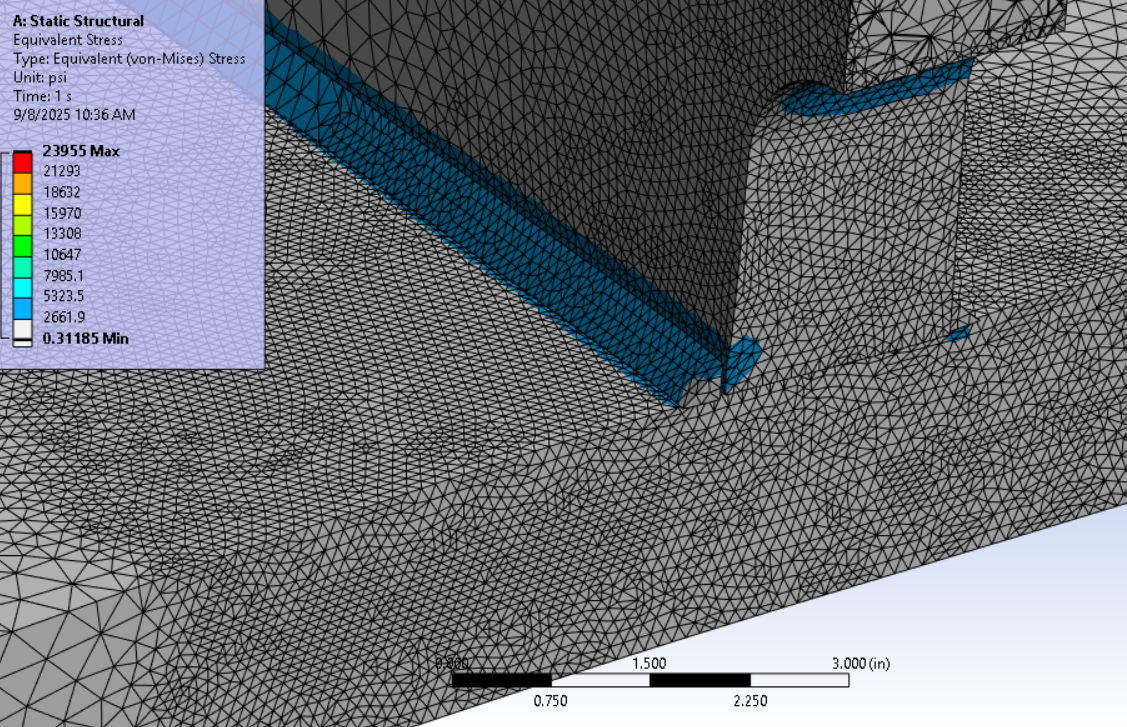 A: Static Structural
Equivalent Stress
Type: Equivalent (von-Mises) Stress
Unit: psi
Time: 1 s
9/8/2025 10:36 AM
23955 Max
21293
18632
15970
13308
10647
7985.1
5323.5
2661.9
0.31185 Min
0.000 1.500 3.000 (in)
0.750 2.250